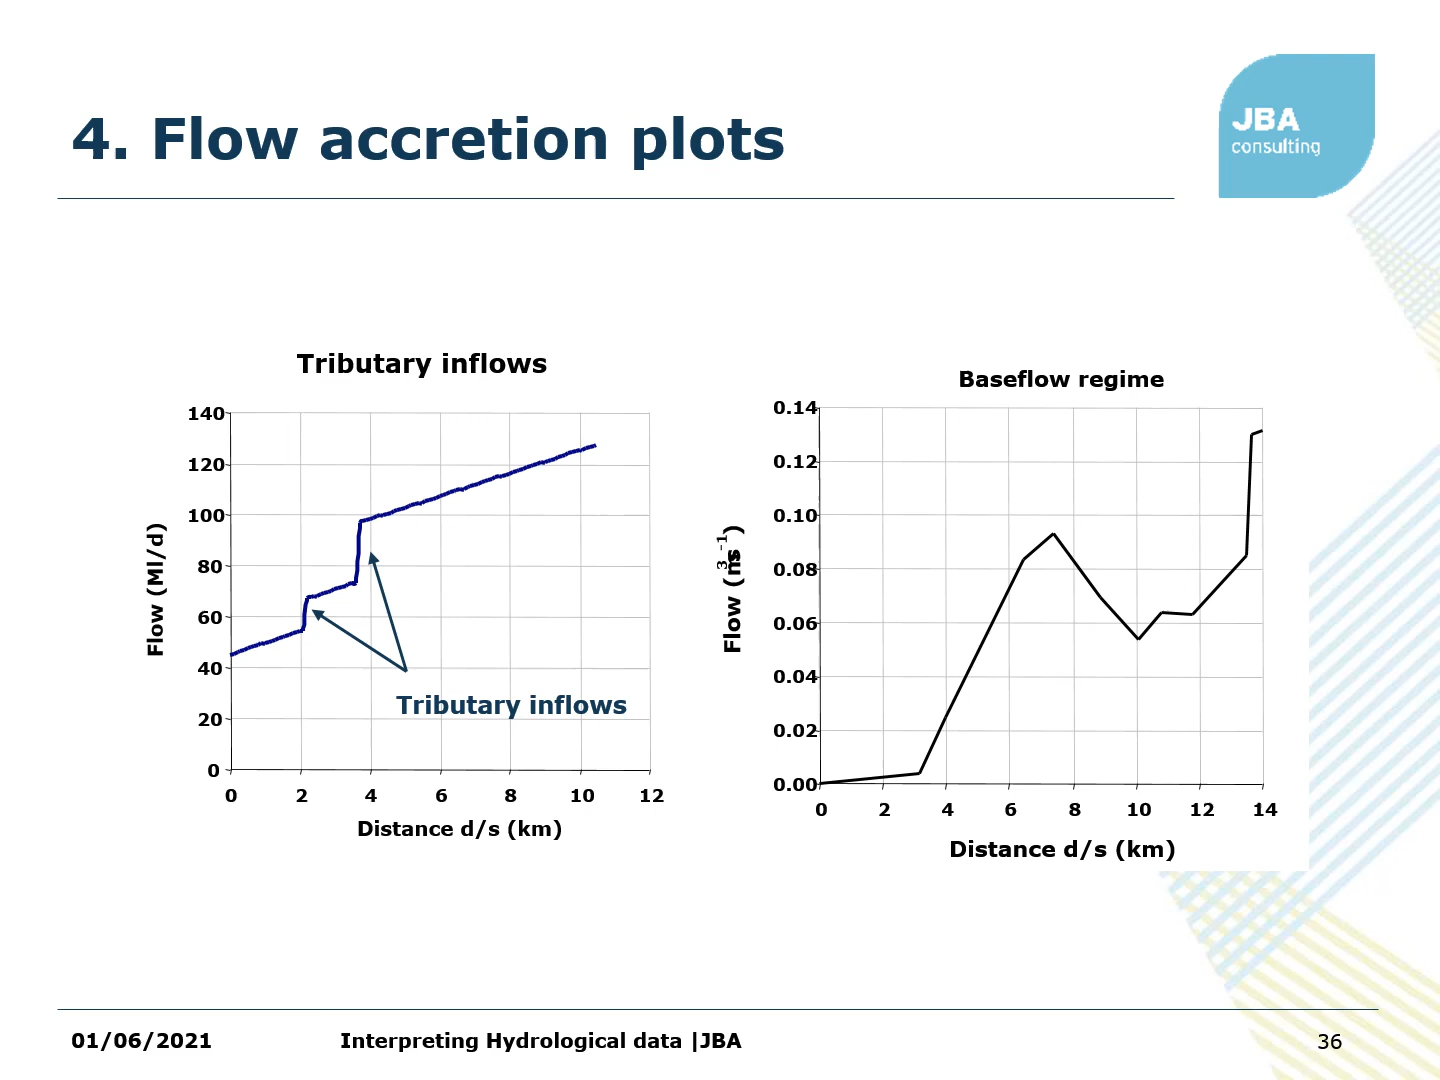 4. Flow accretion plots
JBA
consulting
Tributary inflows
140
120
100
80
60
40
20
0
Flow (Ml/d)
Tributary inflows
0 2 4 6 8 10 12
Distance d/s (km)
Baseflow regime
0.14
0.12
0.10
0.08
0.06
0.04
0.02
0.00
Flow (
0 2 4 6 8 10 12 14
Distance d/s (km)
01/06/2021 Interpreting Hydrological data |JBA 36